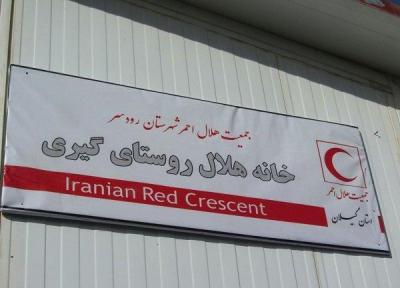 جمعیت هلال احمر شهرستان رودسر
خانه هلال روستای گیری
Iranian Red Crescent
جمعیت هلال احمر
استان گیلان